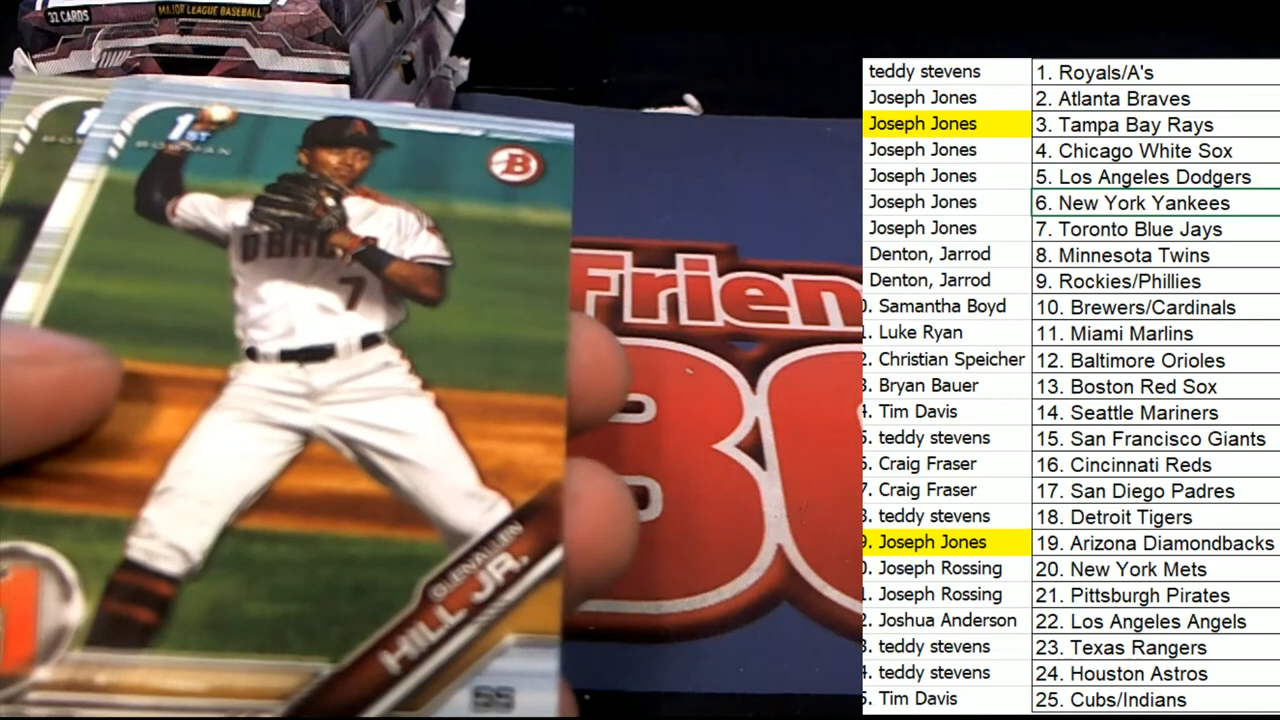 32 CARDS
MAJOR LEAGUE BASEBALL
1ST
BOWMAN
B
7
GLENALLEN
HILL JR.
SS
Frien
teddy stevens 1. Royals/A's
Joseph Jones 2. Atlanta Braves
Joseph Jones 3. Tampa Bay Rays
Joseph Jones 4. Chicago White Sox
Joseph Jones 5. Los Angeles Dodgers
Joseph Jones 6. New York Yankees
Joseph Jones 7. Toronto Blue Jays
Denton, Jarrod 8. Minnesota Twins
Denton, Jarrod 9. Rockies/Phillies
. Samantha Boyd 10. Brewers/Cardinals
. Luke Ryan 11. Miami Marlins
. Christian Speicher 12. Baltimore Orioles
. Bryan Bauer 13. Boston Red Sox
. Tim Davis 14. Seattle Mariners
. teddy stevens 15. San Francisco Giants
. Craig Fraser 16. Cincinnati Reds
. Craig Fraser 17. San Diego Padres
. teddy stevens 18. Detroit Tigers
. Joseph Jones 19. Arizona Diamondbacks
. Joseph Rossing 20. New York Mets
. Joseph Rossing 21. Pittsburgh Pirates
. Joshua Anderson 22. Los Angeles Angels
. teddy stevens 23. Texas Rangers
. teddy stevens 24. Houston Astros
. Tim Davis 25. Cubs/Indians